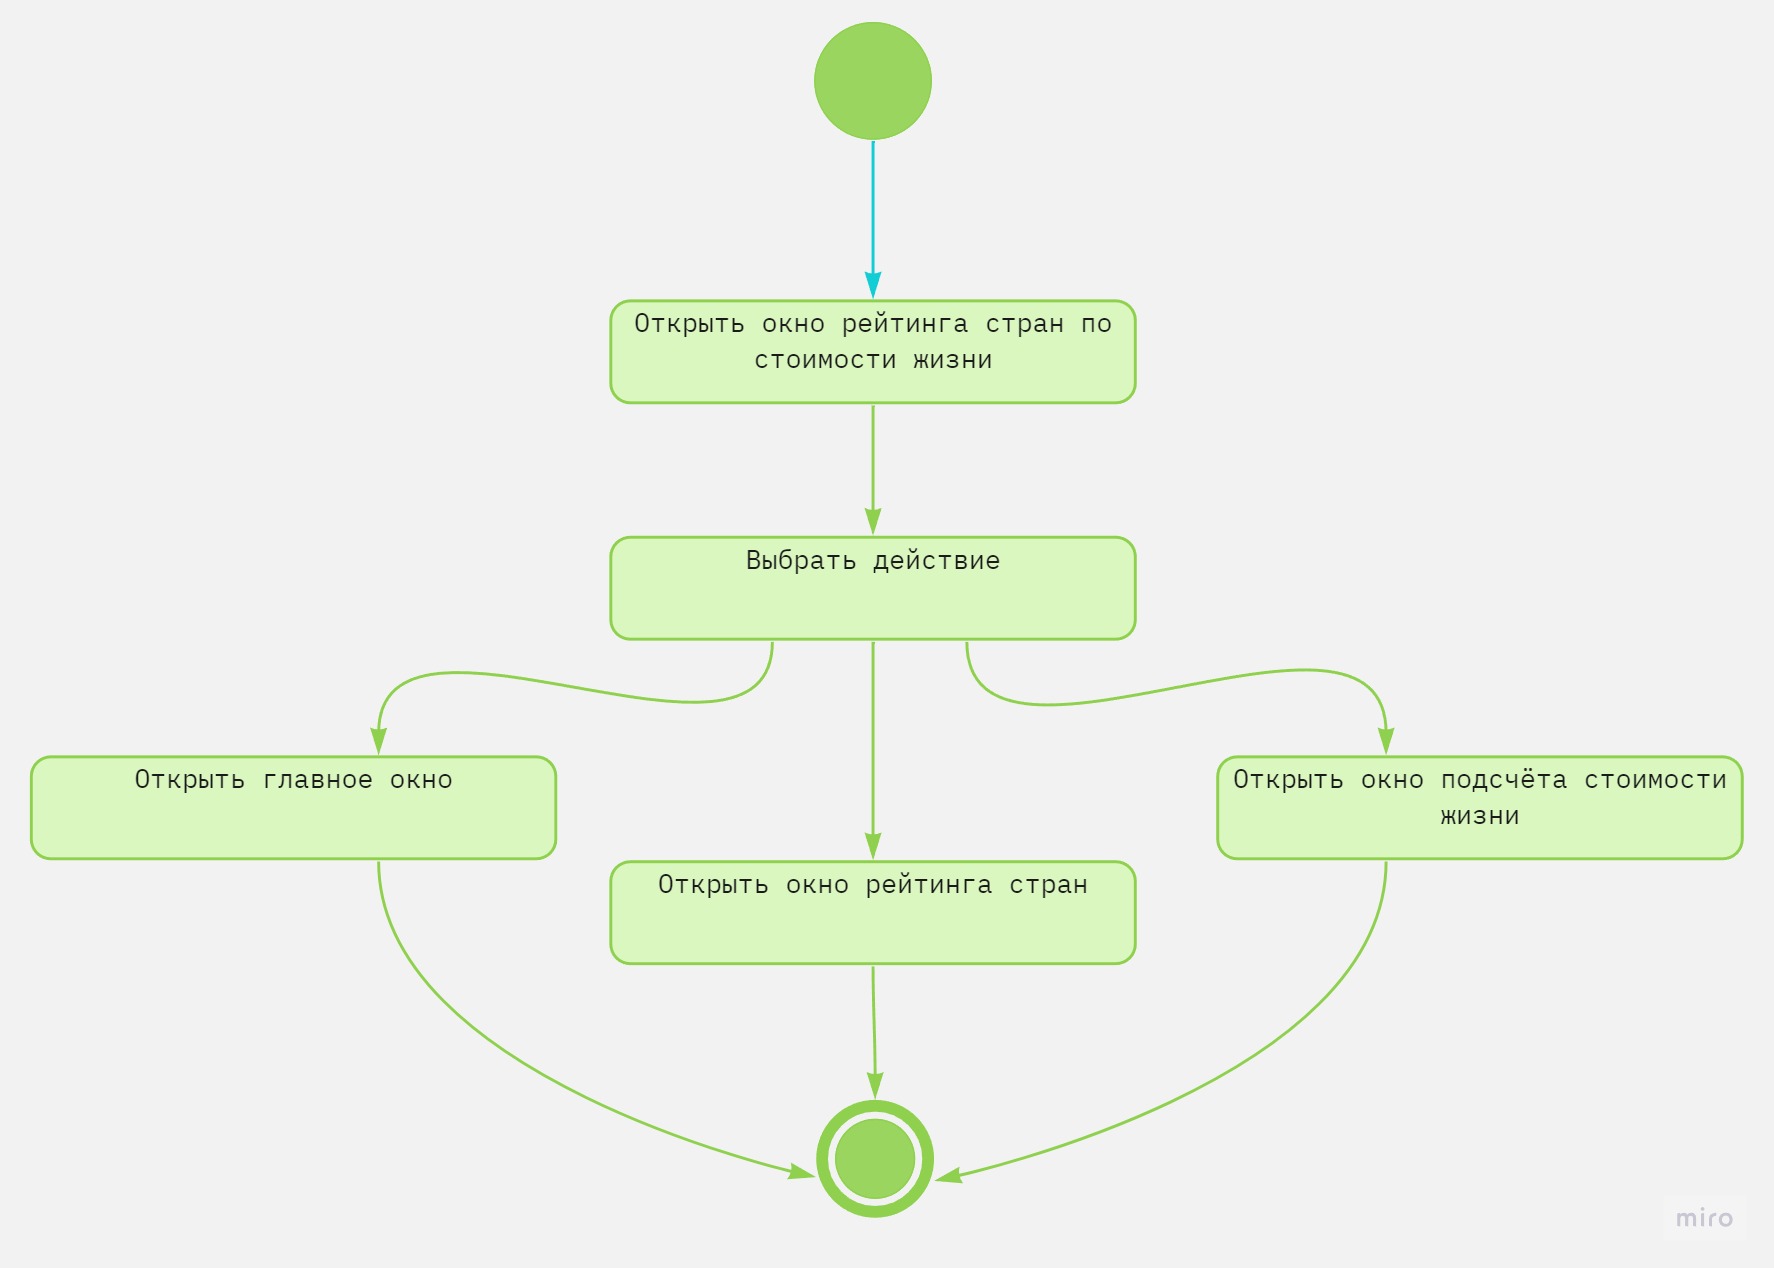 Открыть окно рейтинга стран по
стоимости жизни
Выбрать действие
Открыть главное окно
Открыть окно подсчёта стоимости
жизни
Открыть окно рейтинга стран
miro